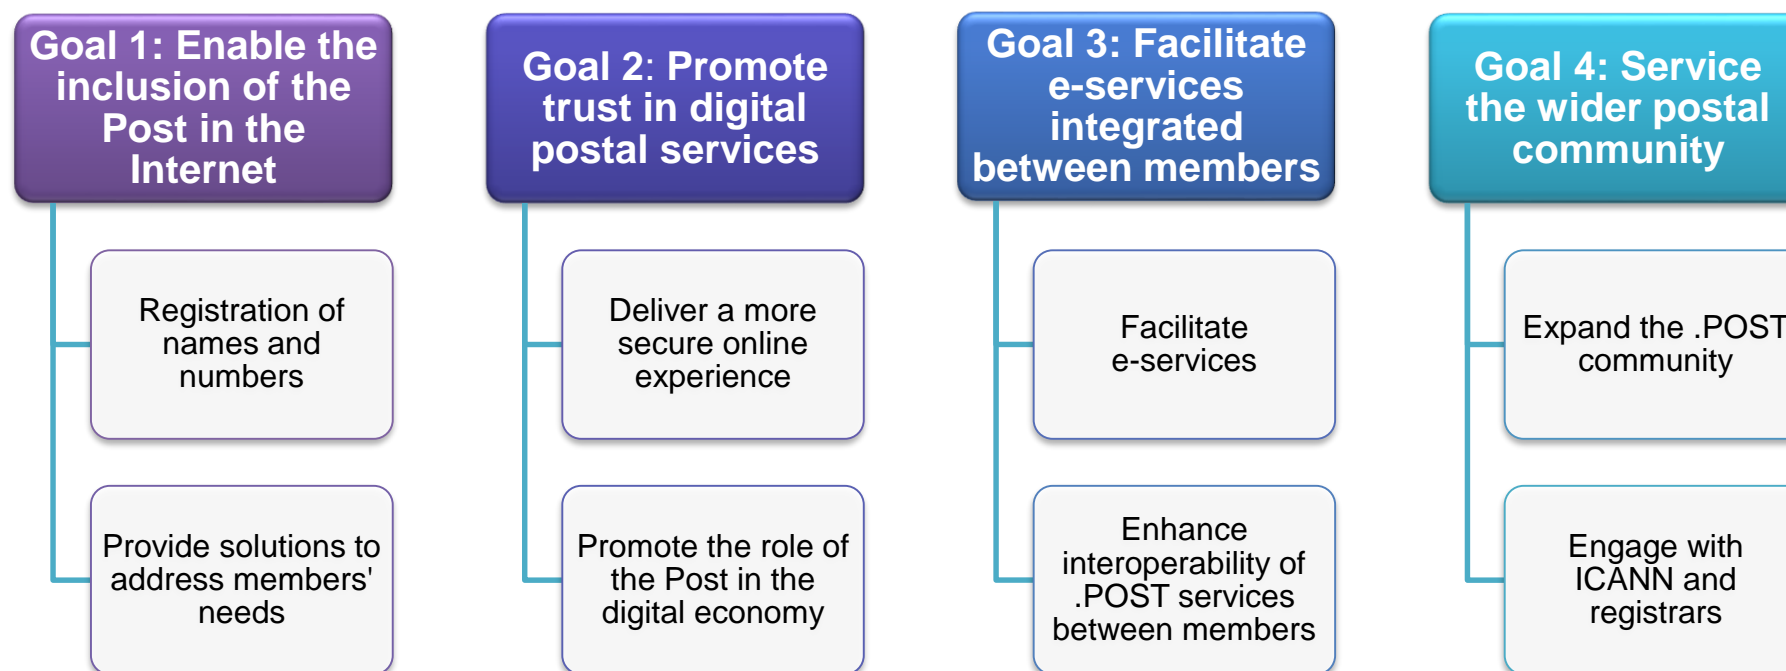 Goal 1: Enable the
inclusion of the
Post in the
Internet
Registration of
names and
numbers
Provide solutions to
address members'
needs
Goal 2: Promote
trust in digital
postal services
Deliver a more
secure online
experience
Promote the role of
the Post in the
digital economy
Goal 3: Facilitate
e-services
integrated
between members
Facilitate
e-services
Enhance
interoperability of
.POST services
between members
Goal 4: Service
the wider postal
community
Expand the .POST
community
Engage with
ICANN and
registrars